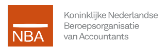 NBA
Koninklijke Nederlandse
Beroepsorganisatie
van Accountants